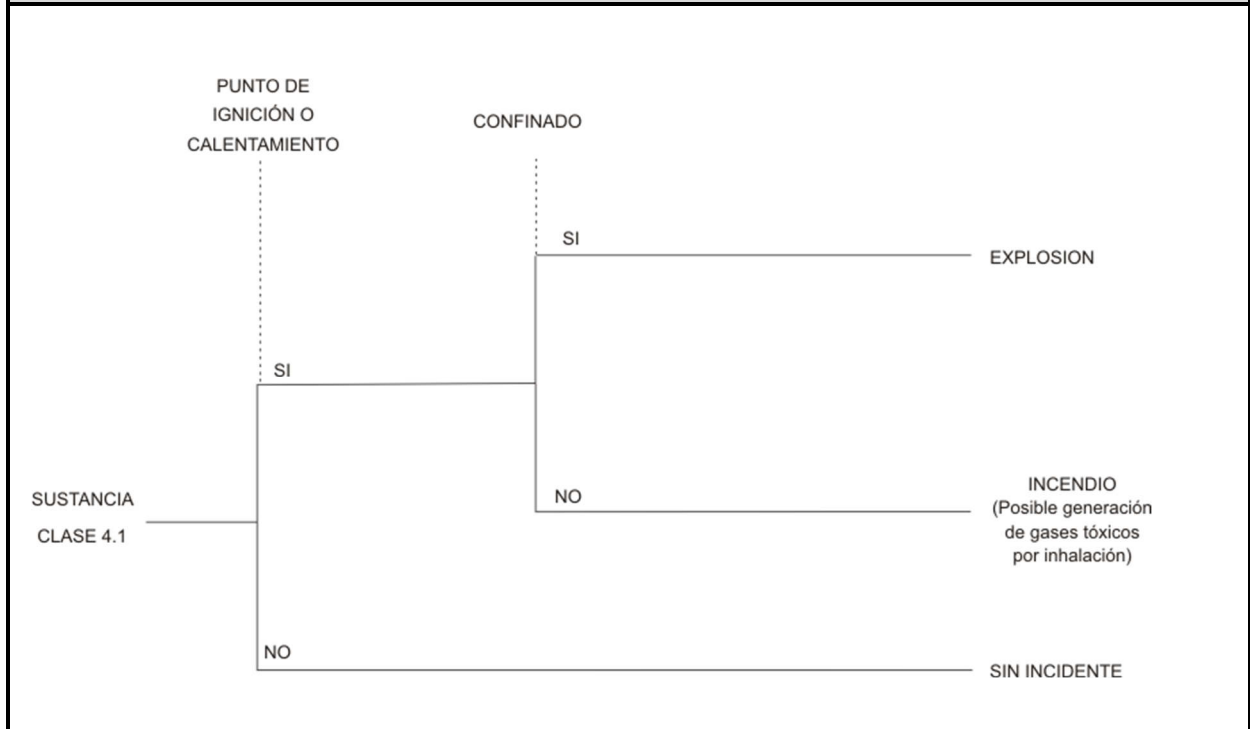 PUNTO DE
IGNICIÓN O
CALENTAMIENTO
CONFINADO
SI
EXPLOSION
SI
SUSTANCIA
CLASE 4.1
NO
INCENDIO
(Posible generación
de gases tóxicos
por inhalación)
NO
SIN INCIDENTE